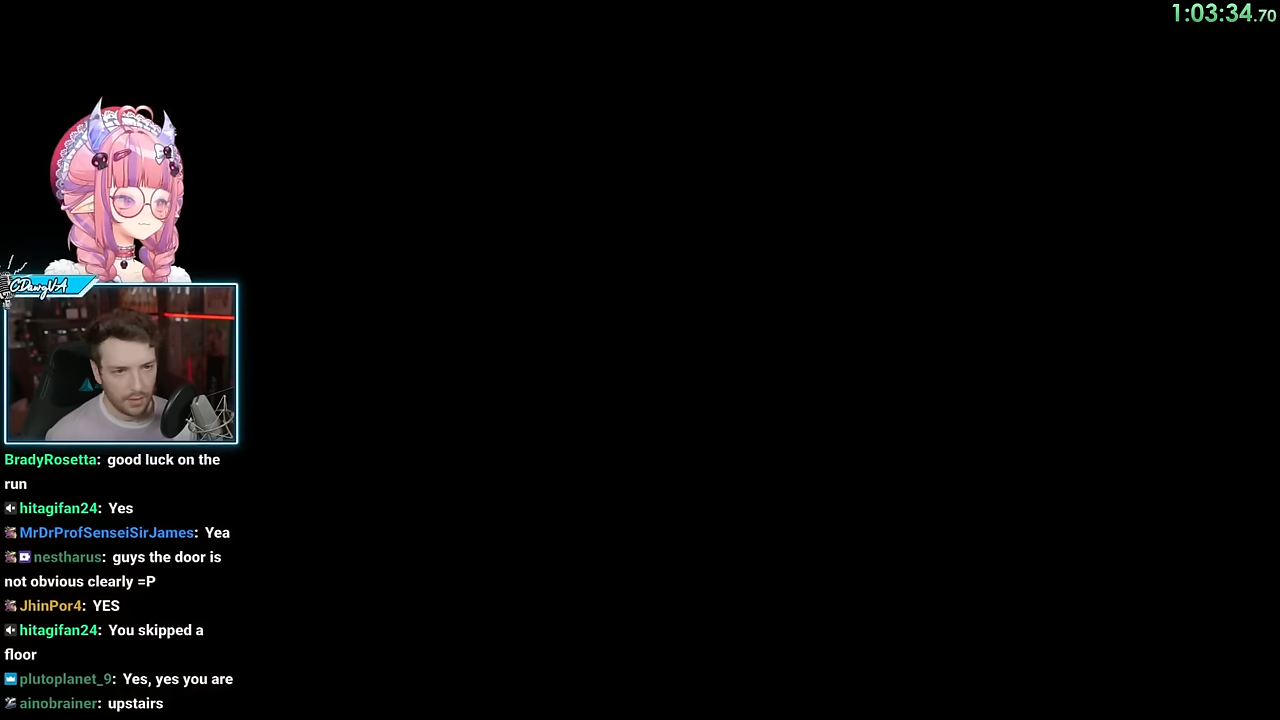 1:03:34.70
CDawgVA
BradyRosetta: good luck on the
run
hitagifan24: Yes
MrDrProfSenseiSirJames: Yea
nestharus: guys the door is
not obvious clearly =P
JhinPor4: YES
hitagifan24: You skipped a
floor
plutoplanet_9: Yes, yes you are
ainobrainer: upstairs